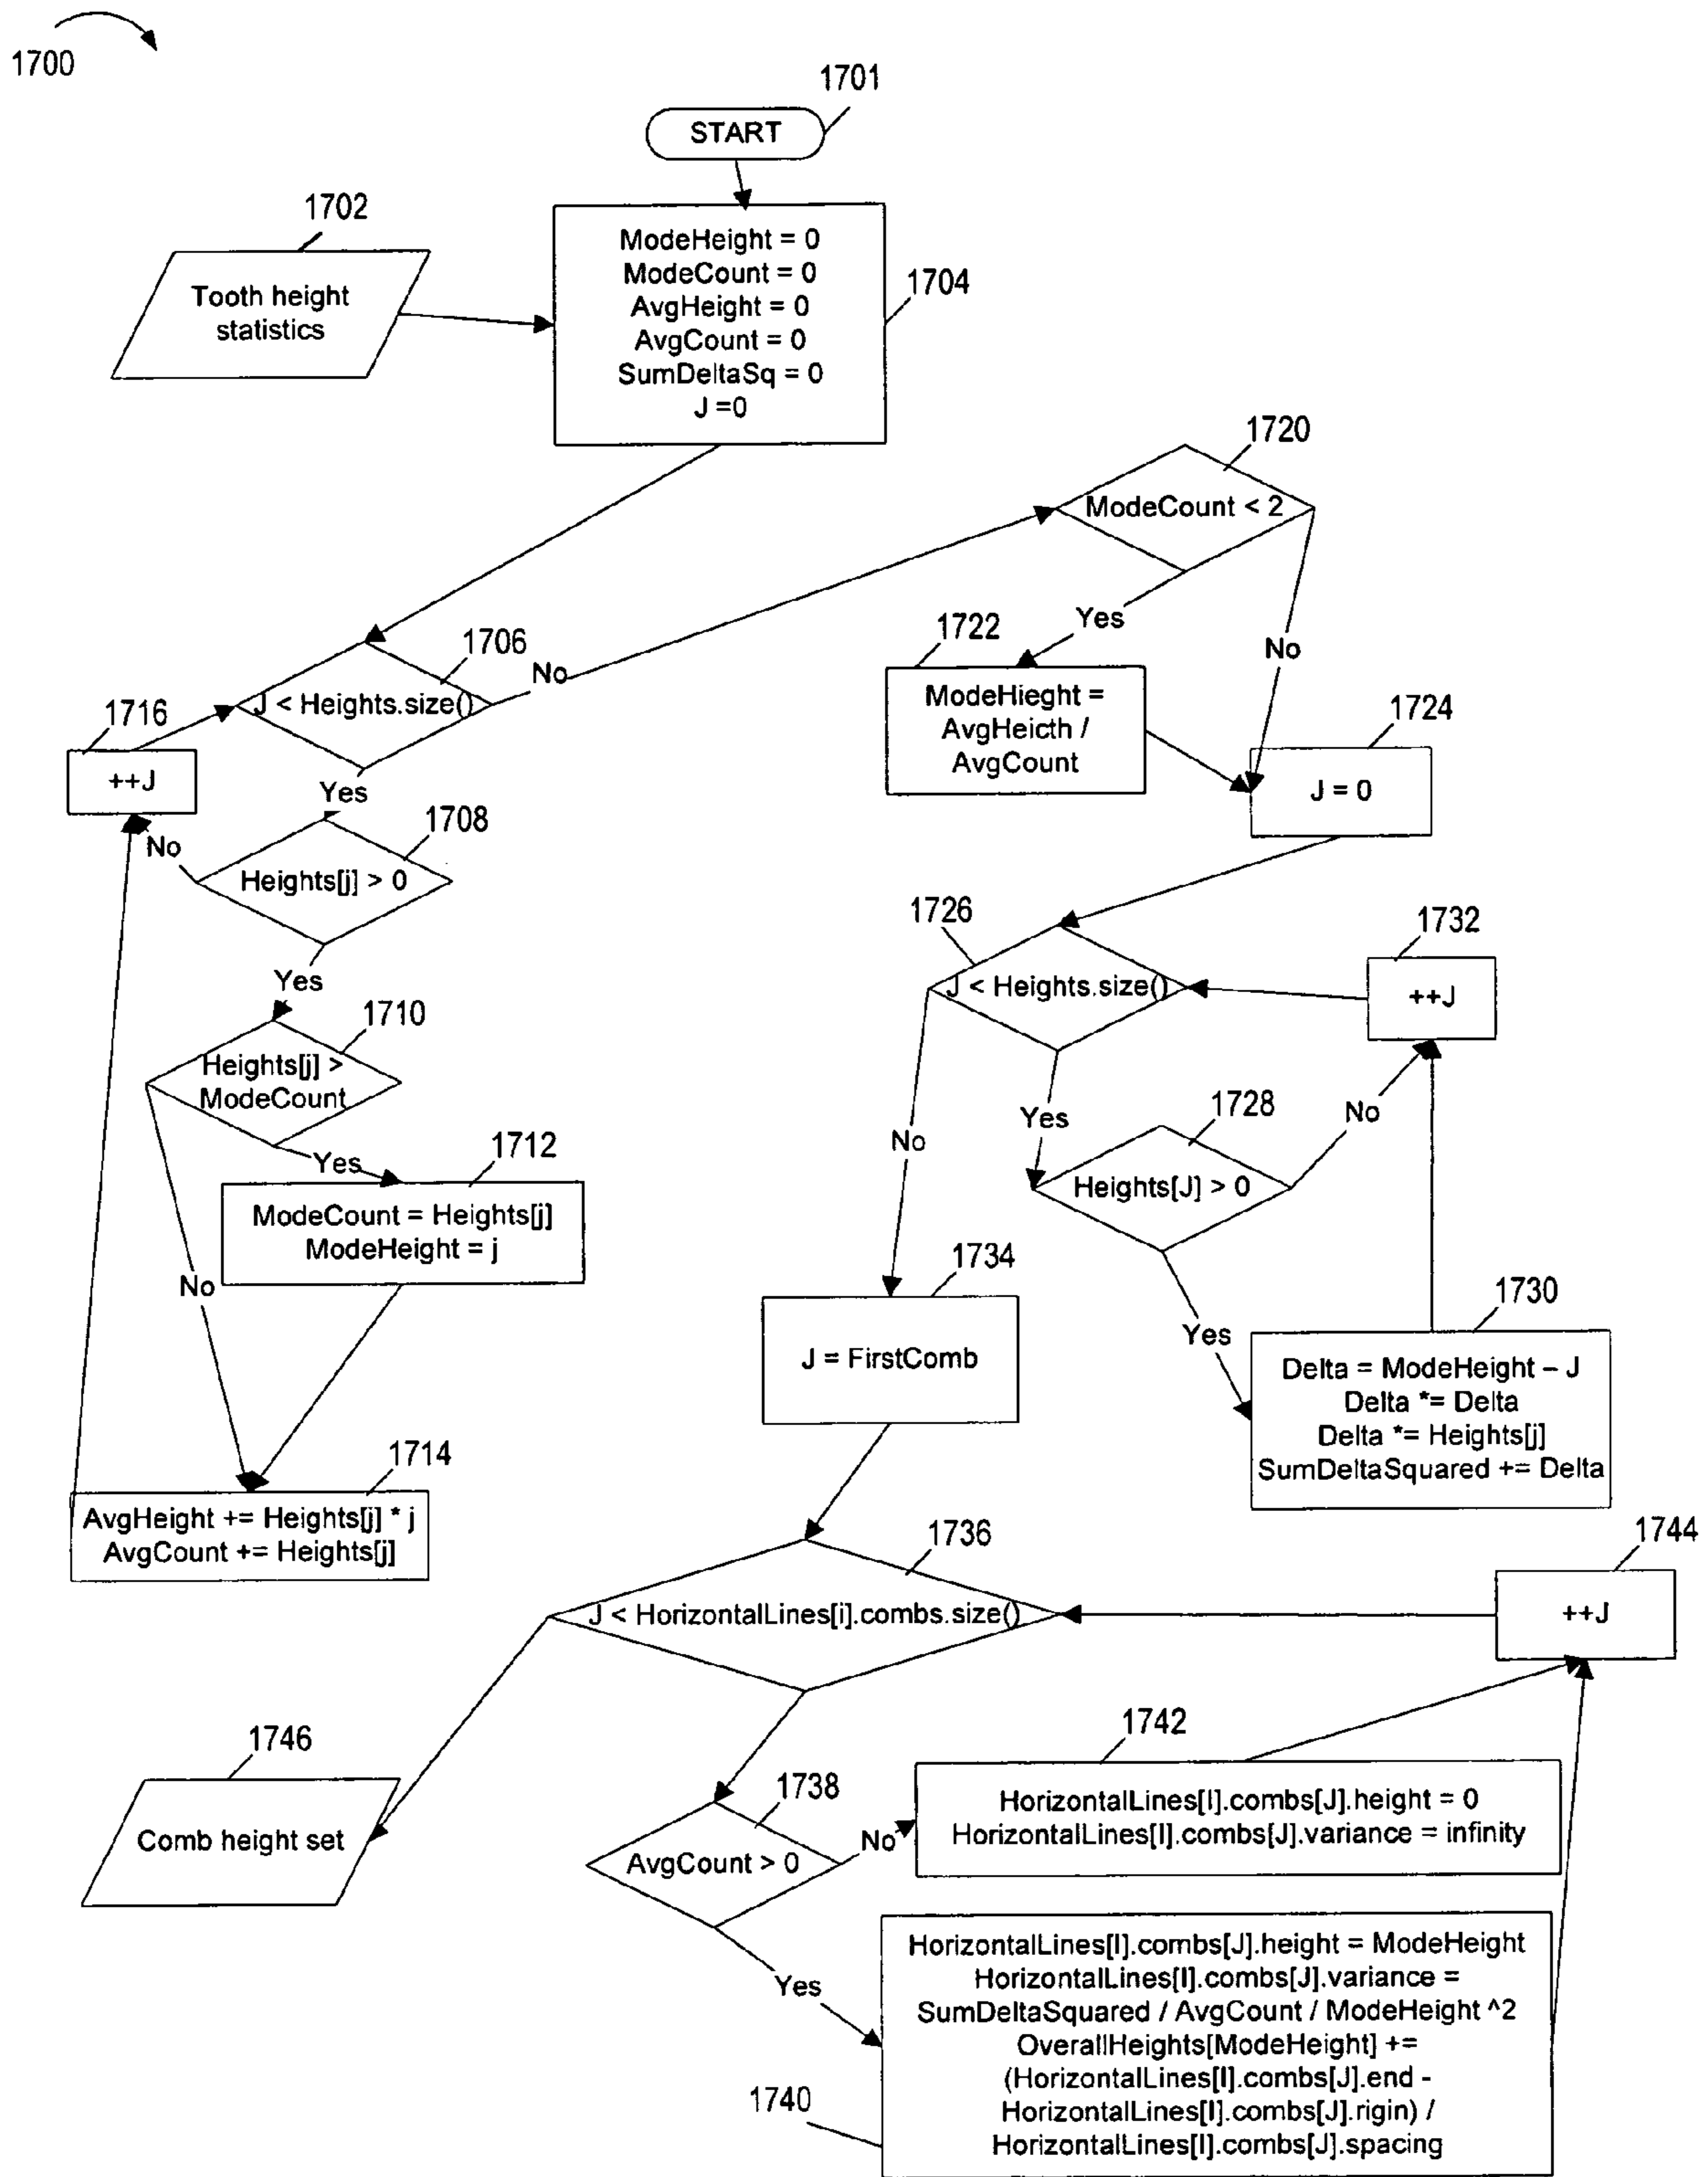 1700
1701
START
1702
Tooth height
statistics
ModeHeight = 0
ModeCount = 0
AvgHeight = 0
AvgCount = 0
SumDeltaSq = 0
J =0
1704
1706
J < Heights.size()
No
Yes
1716
++J
1708
Heights[j] > 0
No
Yes
1710
Heights[j] >
ModeCount
Yes
No
1712
ModeCount = Heights[j]
ModeHeight = j
1714
AvgHeight += Heights[j] * j
AvgCount += Heights[j]
1720
ModeCount < 2
Yes
No
1722
ModeHieght =
AvgHeicth /
AvgCount
1724
J = 0
1726
J < Heights.size()
Yes
No
1732
++J
1728
Heights[J] > 0
No
Yes
1730
Delta = ModeHeight – J
Delta *= Delta
Delta *= Heights[j]
SumDeltaSquared += Delta
1734
J = FirstComb
1736
J < HorizontalLines[i].combs.size()
1744
++J
1746
Comb height set
1738
AvgCount > 0
No
Yes
1742
HorizontalLines[I].combs[J].height = 0
HorizontalLines[I].combs[J].variance = infinity
1740
HorizontalLines[I].combs[J].height = ModeHeight
HorizontalLines[I].combs[J].variance =
SumDeltaSquared / AvgCount / ModeHeight ^2
OverallHeights[ModeHeight] +=
(HorizontalLines[I].combs[J].end -
HorizontalLines[I].combs[J].rigin) /
HorizontalLines[I].combs[J].spacing